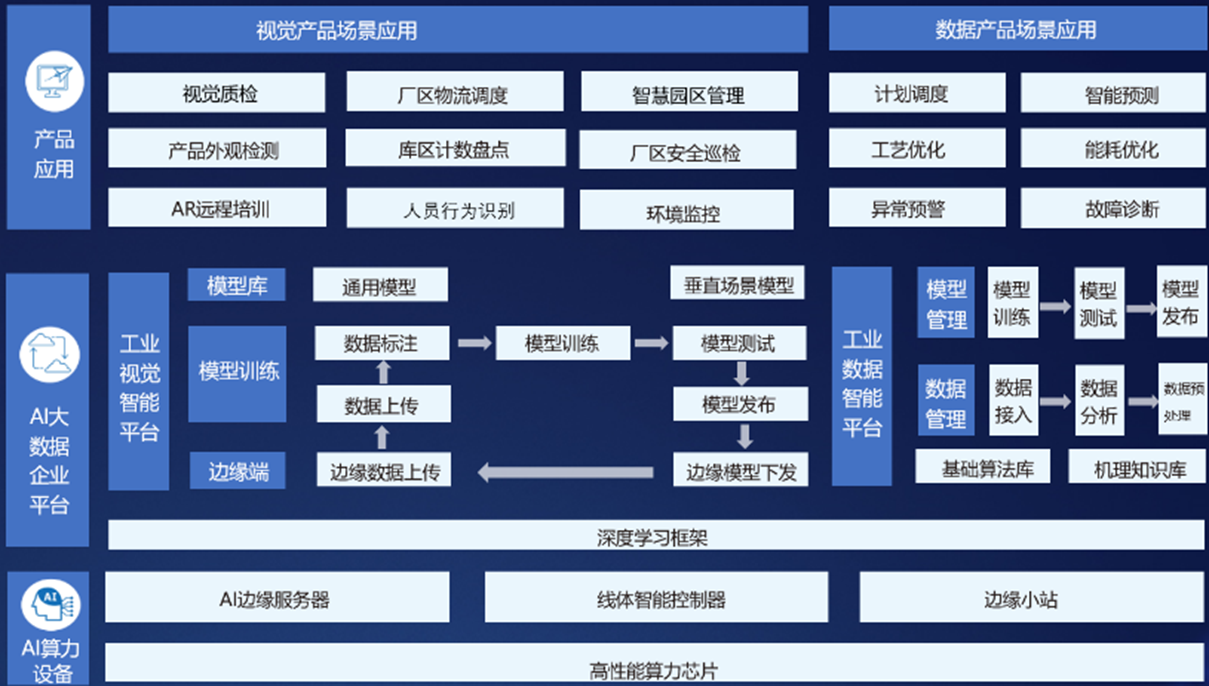 产品
应用
视觉产品场景应用
数据产品场景应用
视觉质检
厂区物流调度
智慧园区管理
计划调度
智能预测
产品外观检测
库区计数盘点
厂区安全巡检
工艺优化
能耗优化
AR远程培训
人员行为识别
环境监控
异常预警
故障诊断
AI大
数据
企业
平台
工业
视觉
智能
平台
模型库
通用模型
垂直场景模型
模型训练
数据标注
模型训练
模型测试
数据上传
模型发布
边缘端
边缘数据上传
边缘模型下发
工业
数据
智能
平台
模型
管理
模型
训练
模型
测试
模型
发布
数据
管理
数据
接入
数据
分析
数据预
处理
基础算法库
机理知识库
深度学习框架
AI
AI算力
设备
AI边缘服务器
线体智能控制器
边缘小站
高性能算力芯片